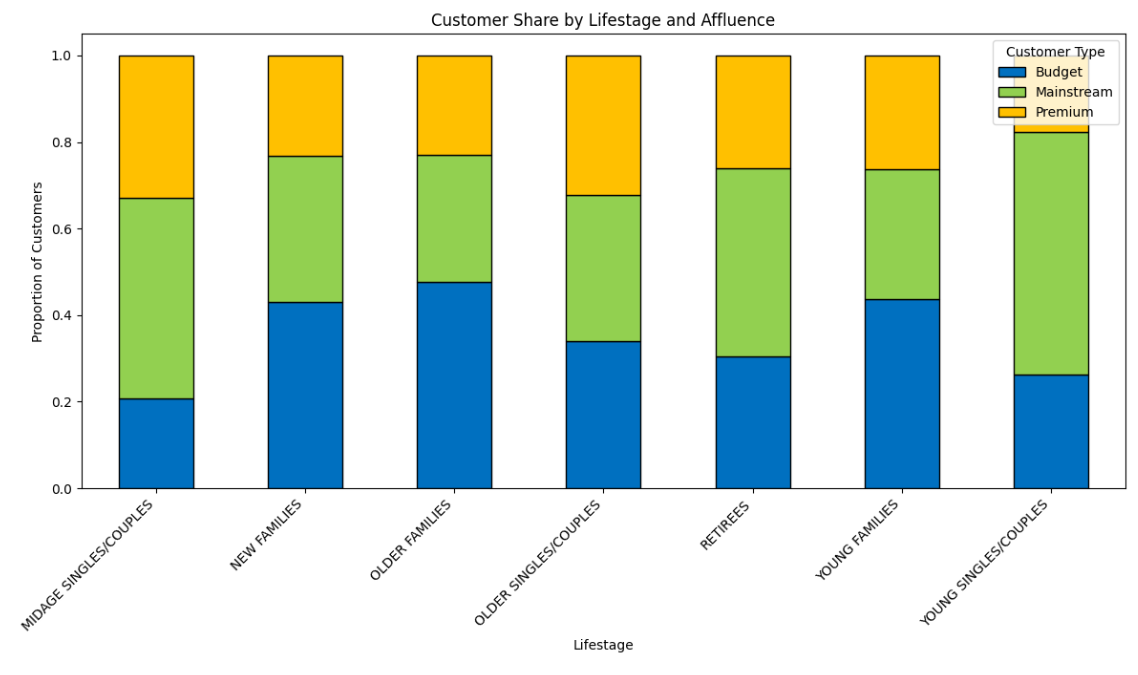 Customer Share by Lifestage and Affluence
Customer Type
Budget
Mainstream
Premium
Proportion of Customers
1.0
0.8
0.6
0.4
0.2
0.0
MIDAGE SINGLES/COUPLES
NEW FAMILIES
OLDER FAMILIES
OLDER SINGLES/COUPLES
RETIREES
YOUNG FAMILIES
YOUNG SINGLES/COUPLES
Lifestage